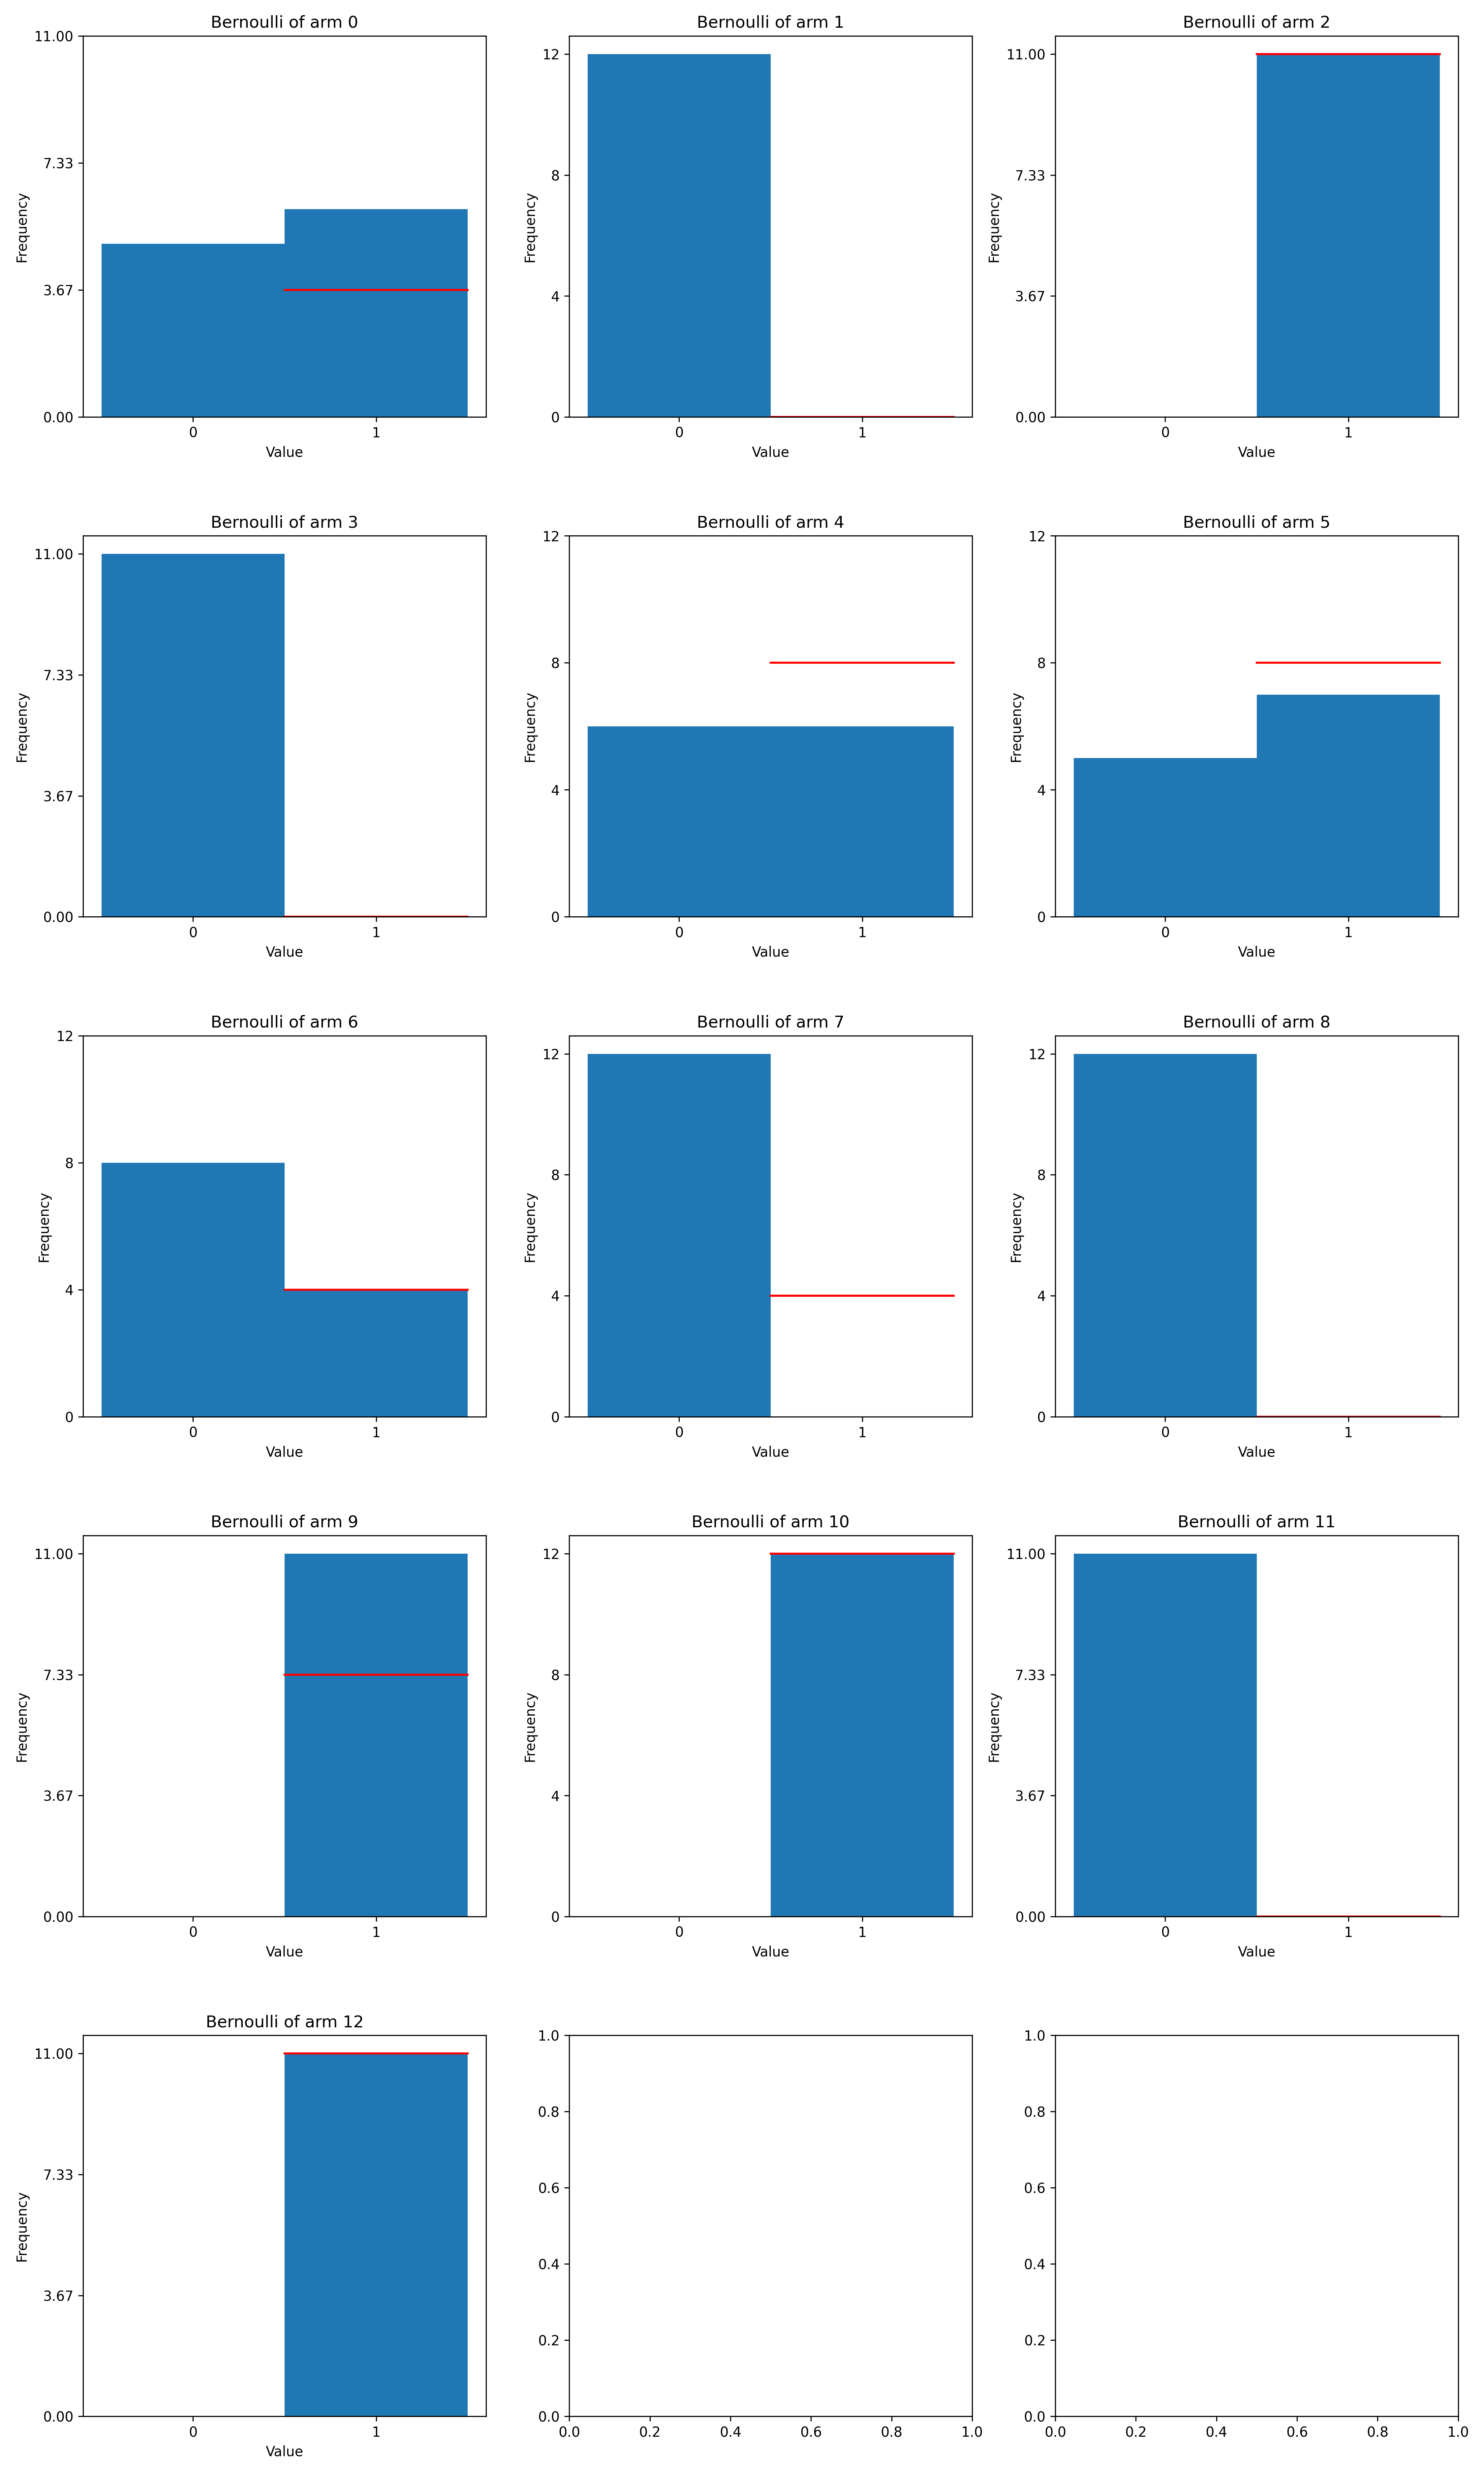 Bernoulli of arm 0
11.00
7.33
3.67
0.00
Frequency
0 1
Value
Bernoulli of arm 1
12
8
4
0
Frequency
0 1
Value
Bernoulli of arm 2
11.00
7.33
3.67
0.00
Frequency
0 1
Value
Bernoulli of arm 3
11.00
7.33
3.67
0.00
Frequency
0 1
Value
Bernoulli of arm 4
12
8
4
0
Frequency
0 1
Value
Bernoulli of arm 5
12
8
4
0
Frequency
0 1
Value
Bernoulli of arm 6
12
8
4
0
Frequency
0 1
Value
Bernoulli of arm 7
12
8
4
0
Frequency
0 1
Value
Bernoulli of arm 8
12
8
4
0
Frequency
0 1
Value
Bernoulli of arm 9
11.00
7.33
3.67
0.00
Frequency
0 1
Value
Bernoulli of arm 10
12
8
4
0
Frequency
0 1
Value
Bernoulli of arm 11
11.00
7.33
3.67
0.00
Frequency
0 1
Value
Bernoulli of arm 12
11.00
7.33
3.67
0.00
Frequency
0 1
Value
1.0
0.8
0.6
0.4
0.2
0.0
0.0 0.2 0.4 0.6 0.8 1.0
1.0
0.8
0.6
0.4
0.2
0.0
0.0 0.2 0.4 0.6 0.8 1.0